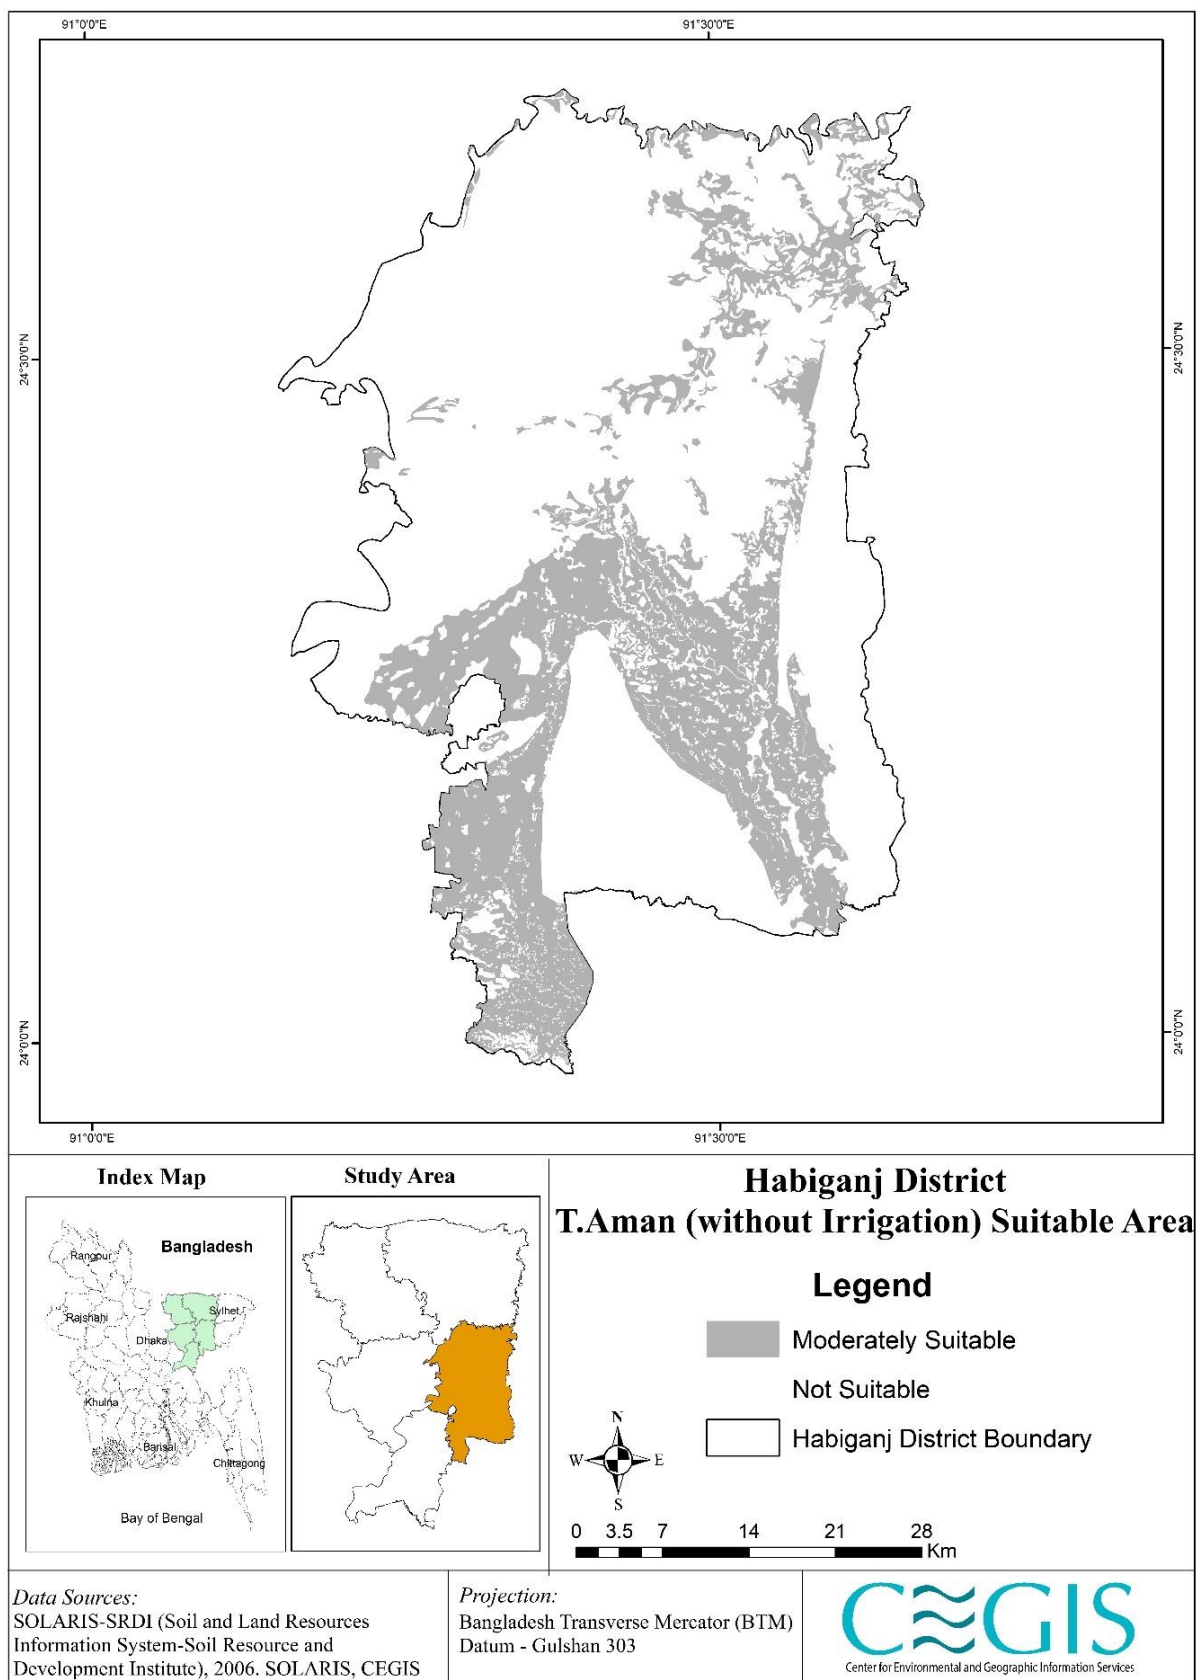 91°0'0"E
91°30'0"E
24°30'0"N
24°30'0"N
24°0'0"N
24°0'0"N
91°0'0"E
91°30'0"E
Index Map
Bangladesh
Rangpur
Rajshahi
Sylhet
Dhaka
Khulna
Barisal
Chittagong
Bay of Bengal
Study Area
Habiganj District
T.Aman (without Irrigation) Suitable Area
Legend
Moderately Suitable
Not Suitable
Habiganj District Boundary
N
W E
S
0 3.5 7 14 21 28
Km
Data Sources:
SOLARIS-SRDI (Soil and Land Resources
Information System-Soil Resource and
Development Institute), 2006. SOLARIS, CEGIS
Projection:
Bangladesh Transverse Mercator (BTM)
Datum - Gulshan 303
CEGIS
Center for Environmental and Geographic Information Services